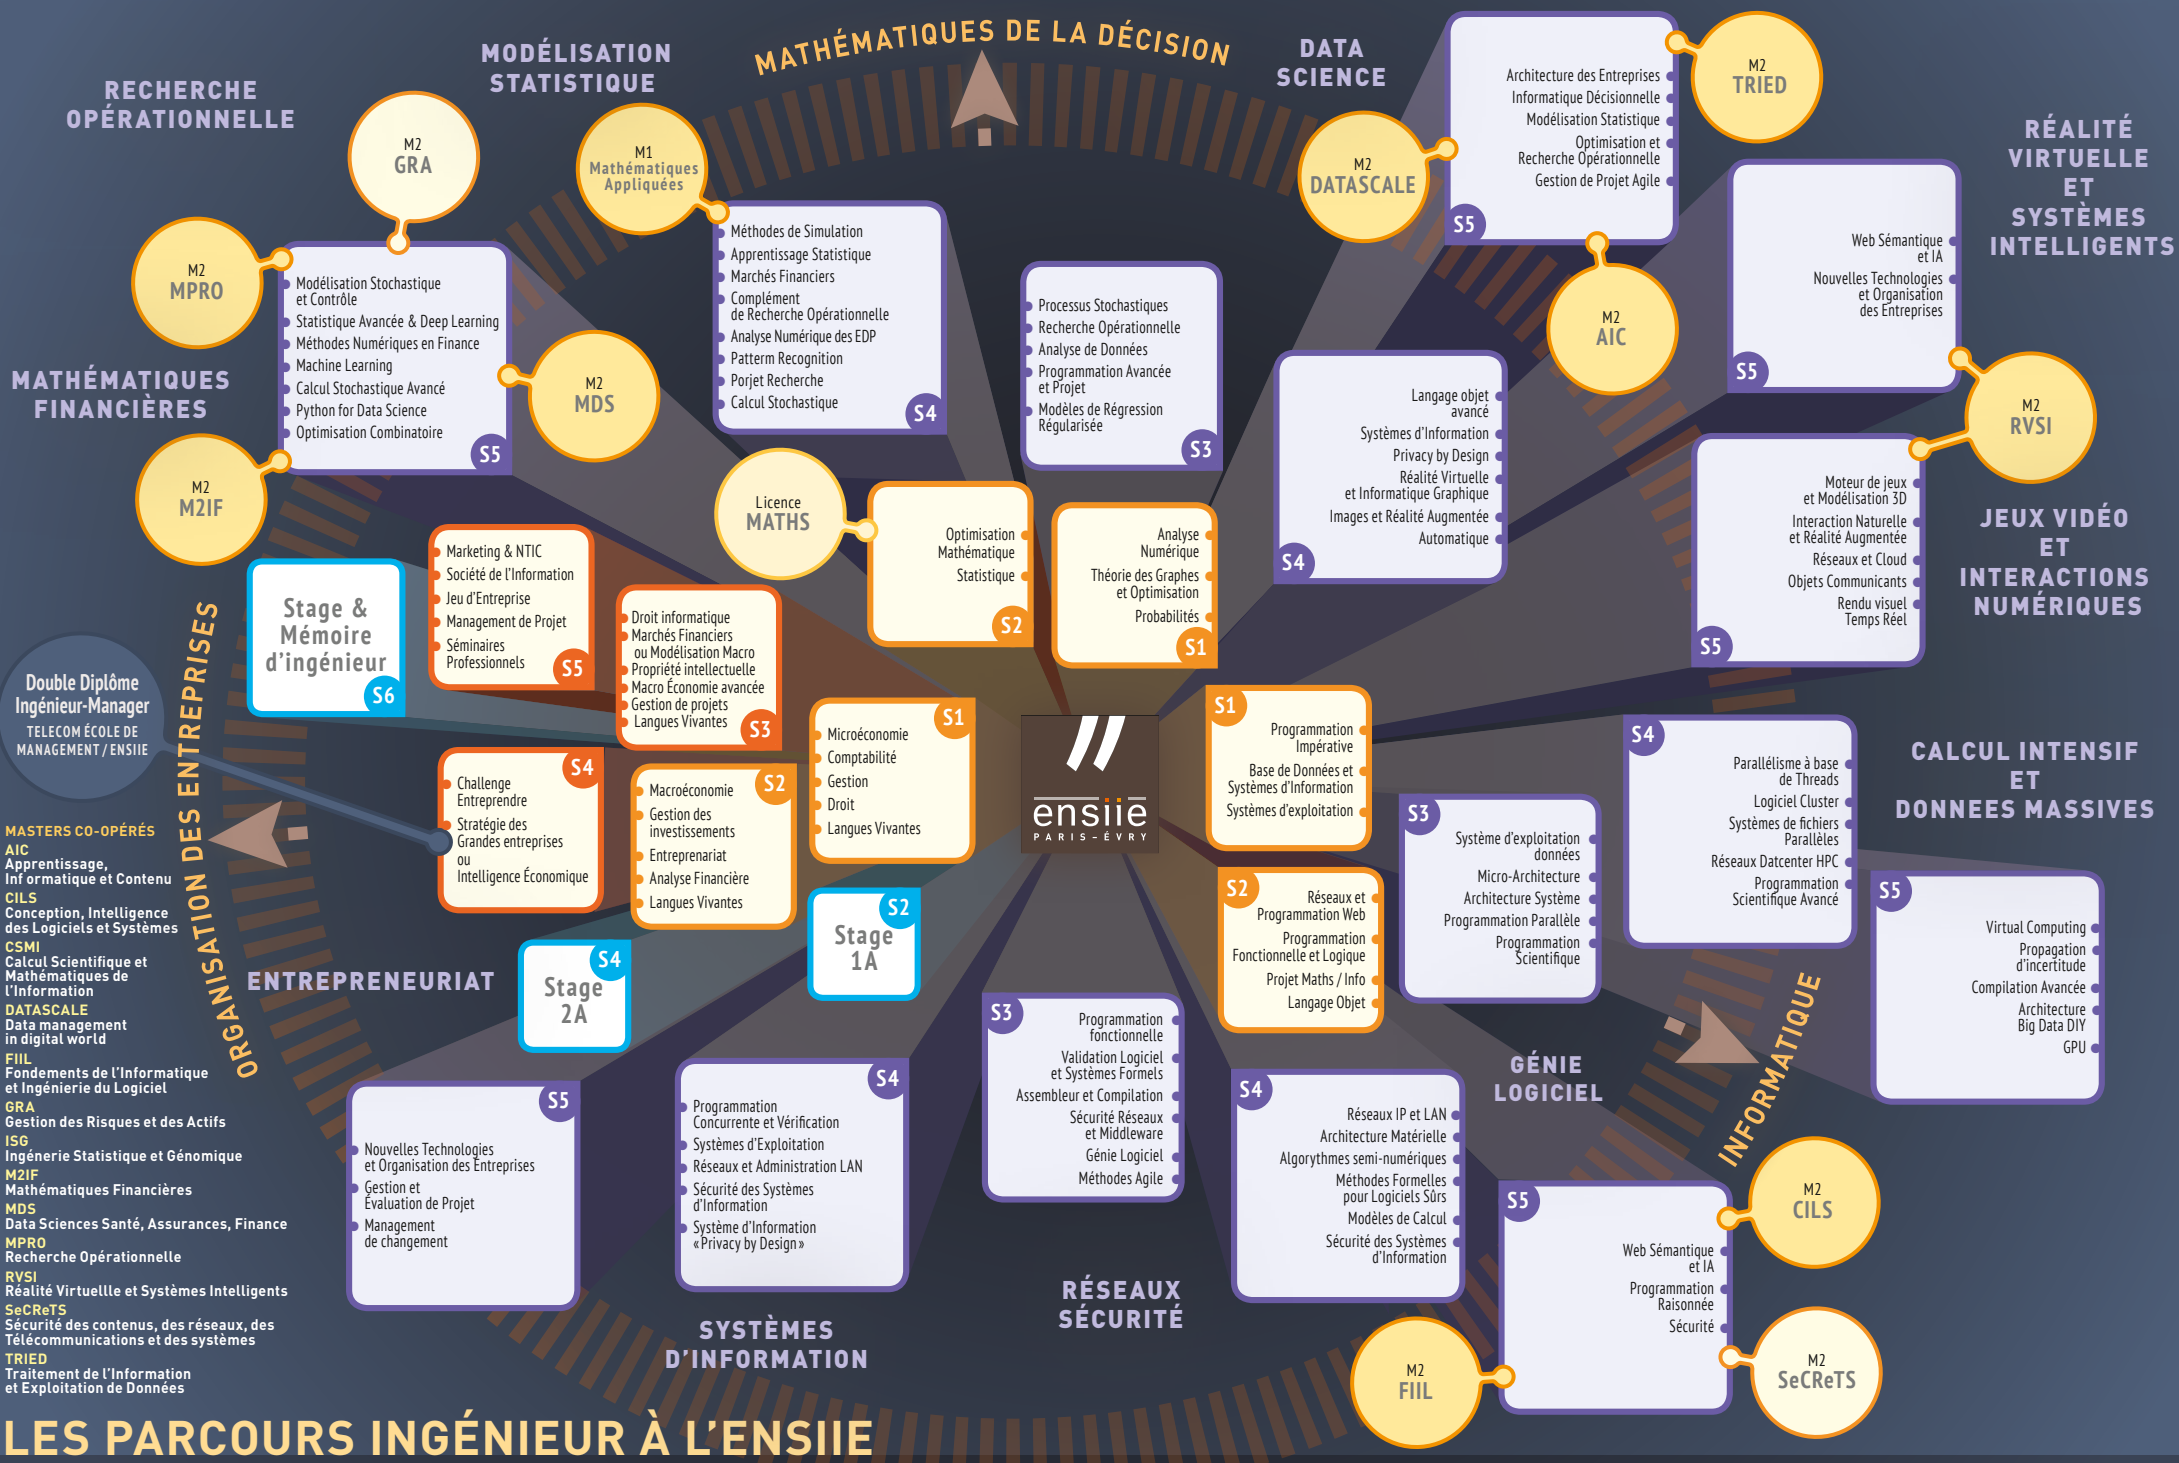 MATHÉMATIQUES DE LA DÉCISION
RECHERCHE
OPÉRATIONNELLE
MODÉLISATION
STATISTIQUE
DATA
SCIENCE
RÉALITÉ
VIRTUELLE
ET
SYSTÈMES
INTELLIGENTS
MATHÉMATIQUES
FINANCIÈRES
M2
GRA
M2
MPRO
M2
MDS
M2
M2IF
Modélisation Stochastique
et Contrôle
Statistique Avancée & Deep Learning
Méthodes Numériques en Finance
Machine Learning
Calcul Stochastique Avancé
Python for Data Science
Optimisation Combinatoire
S5
M1
Mathématiques
Appliquées
Méthodes de Simulation
Apprentissage Statistique
Marchés Financiers
Complément
de Recherche Opérationnelle
Analyse Numérique des EDP
Patterm Recognition
Porjet Recherche
Calcul Stochastique
S4
Processus Stochastiques
Recherche Opérationnelle
Analyse de Données
Programmation Avancée
et Projet
Modèles de Régression
Régularisée
S3
M2
DATASCALE
M2
TRIED
Architecture des Entreprises
Informatique Décisionnelle
Modélisation Statistique
Optimisation et
Recherche Opérationnelle
Gestion de Projet Agile
S5
M2
AIC
Web Sémantique
et IA
Nouvelles Technologies
et Organisation
des Entreprises
S5
M2
RVSI
Langage objet
avancé
Systèmes d'Information
Privacy by Design
Réalité Virtuelle
et Informatique Graphique
Images et Réalité Augmentée
Automatique
S4
Moteur de jeux
et Modélisation 3D
Interaction Naturelle
et Réalité Augmentée
Réseaux et Cloud
Objets Communicants
Rendu visuel
Temps Réel
S5
JEUX VIDÉO
ET
INTERACTIONS
NUMÉRIQUES
Licence
MATHS
Optimisation
Mathématique
Statistique
S2
Analyse
Numérique
Théorie des Graphes
et Optimisation
Probabilités
S1
Stage &
Mémoire
d'ingénieur
S6
Marketing & NTIC
Société de l'Information
Jeu d'Entreprise
Management de Projet
Séminaires
Professionnels
S5
Droit informatique
Marchés Financiers
ou Modélisation Macro
Propriété intellectuelle
Macro Économie avancée
Gestion de projets
Langues Vivantes
S3
S1
Microéconomie
Comptabilité
Gestion
Droit
Langues Vivantes
ensiie
PARIS-ÉVRY
S1
Programmation
Impérative
Base de Données et
Systèmes d'Information
Systèmes d'exploitation
S4
Parallélisme à base
de Threads
Logiciel Cluster
Systèmes de fichiers
Parallèles
Réseaux Datcenter HPC
Programmation
Scientifique Avancé
CALCUL INTENSIF
ET
DONNEES MASSIVES
Double Diplôme
Ingénieur-Manager
TELECOM ÉCOLE DE
MANAGEMENT / ENSIIE
ORGANISATION DES ENTREPRISES
S4
Challenge
Entreprendre
Stratégie des
Grandes entreprises
ou
Intelligence Économique
S2
Macroéconomie
Gestion des
investissements
Entreprenariat
Analyse Financière
Langues Vivantes
S2
Stage
1A
S4
Stage
2A
ENTREPRENEURIAT
S2
Réseaux et
Programmation Web
Programmation
Fonctionnelle et Logique
Projet Maths / Info
Langage Objet
S3
Système d'exploitation
données
Micro-Architecture
Architecture Système
Programmation Parallèle
Programmation
Scientifique
S5
Virtual Computing
Propagation
d'incertitude
Compilation Avancée
Architecture
Big Data DIY
GPU
INFORMATIQUE
GÉNIE
LOGICIEL
S5
Nouvelles Technologies
et Organisation des Entreprises
Gestion et
Évaluation de Projet
Management
de changement
S4
Programmation
Concurrente et Vérification
Systèmes d'Exploitation
Réseaux et Administration LAN
Sécurité des Systèmes
d'Information
Système d'Information
«Privacy by Design»
SYSTÈMES
D'INFORMATION
S3
Programmation
fonctionnelle
Validation Logiciel
et Systèmes Formels
Assembleur et Compilation
Sécurité Réseaux
et Middleware
Génie Logiciel
Méthodes Agile
RÉSEAUX
SÉCURITÉ
S4
Réseaux IP et LAN
Architecture Matérielle
Algorythmes semi-numériques
Méthodes Formelles
pour Logiciels Sûrs
Modèles de Calcul
Sécurité des Systèmes
d'Information
S5
Web Sémantique
et IA
Programmation
Raisonnée
Sécurité
M2
CILS
M2
SeCReTS
M2
FIIL
MASTERS CO-OPÉRÉS
AIC
Apprentissage,
Inf ormatique et Contenu
CILS
Conception, Intelligence
des Logiciels et Systèmes
CSMI
Calcul Scientifique et
Mathématiques de
l'Information
DATASCALE
Data management
in digital world
FIIL
Fondements de l'Informatique
et Ingénierie du Logiciel
GRA
Gestion des Risques et des Actifs
ISG
Ingénerie Statistique et Génomique
M2IF
Mathématiques Financières
MDS
Data Sciences Santé, Assurances, Finance
MPRO
Recherche Opérationnelle
RVSI
Réalité Virtuellle et Systèmes Intelligents
SeCReTS
Sécurité des contenus, des réseaux, des
Télécommunications et des systèmes
TRIED
Traitement de l'Information
et Exploitation de Données
LES PARCOURS INGÉNIEUR À L'ENSIIE